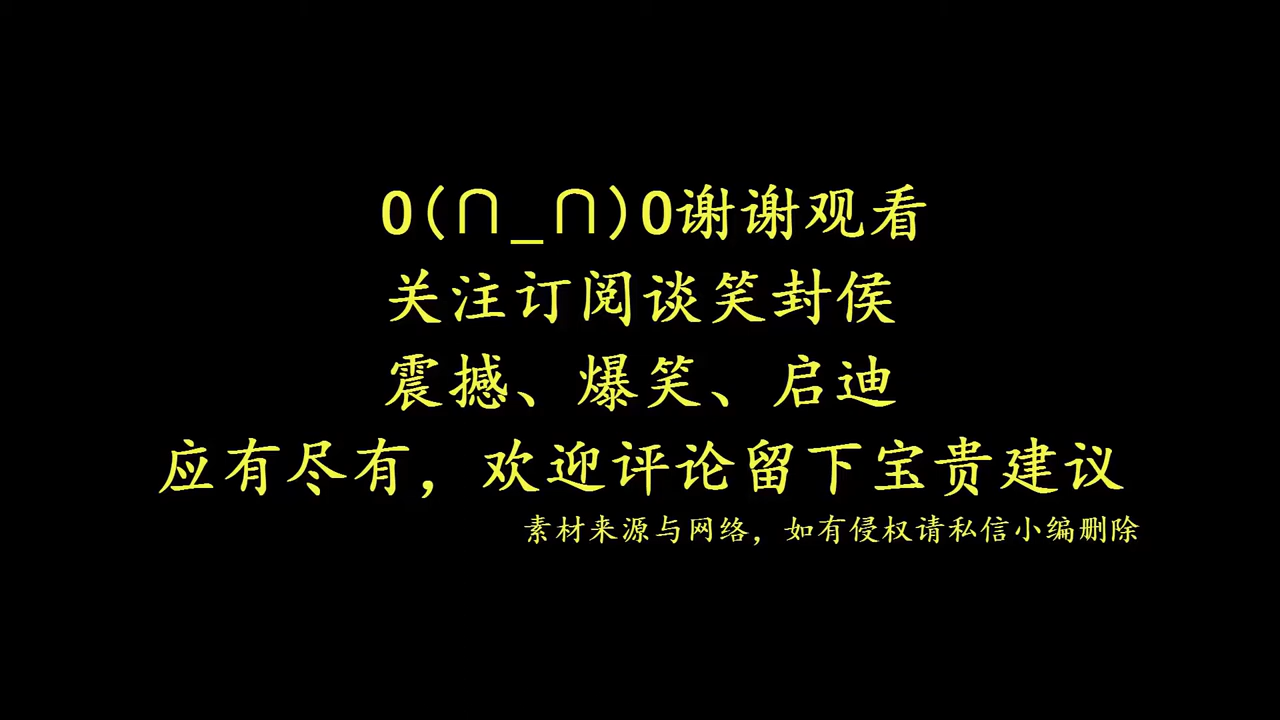 O(∩_∩)O谢谢观看
关注订阅谈笑封侯
震撼、爆笑、启迪
应有尽有，欢迎评论留下宝贵建议
素材来源与网络，如有侵权请私信小编删除